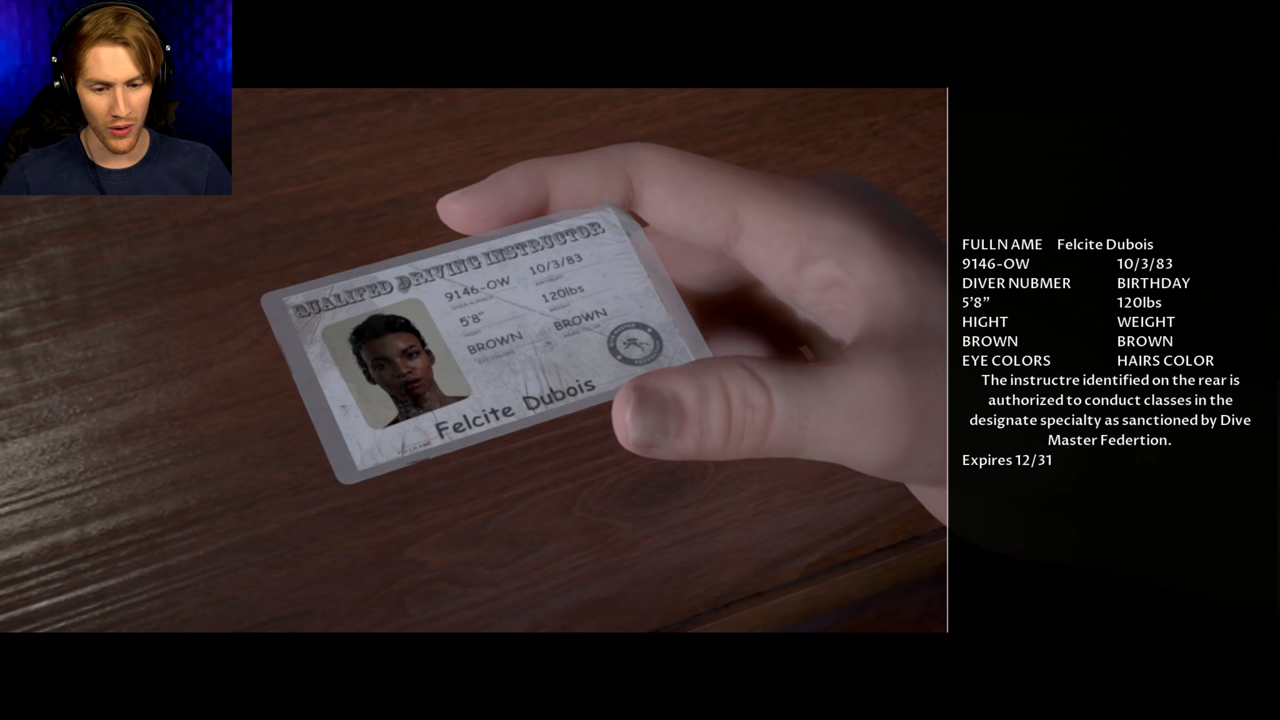 QUALIFED DRIVING INSTRUCTOR
9146-OW 10/3/83
5'8" 120lbs
BROWN BROWN
Felcite Dubois
FULLN AME Felcite Dubois
9146-OW 10/3/83
DIVER NUBMER BIRTHDAY
5’8” 120lbs
HIGHT WEIGHT
BROWN BROWN
EYE COLORS HAIRS COLOR
The instructre identified on the rear is
authorized to conduct classes in the
designate specialty as sanctioned by Dive
Master Federtion.
Expires 12/31